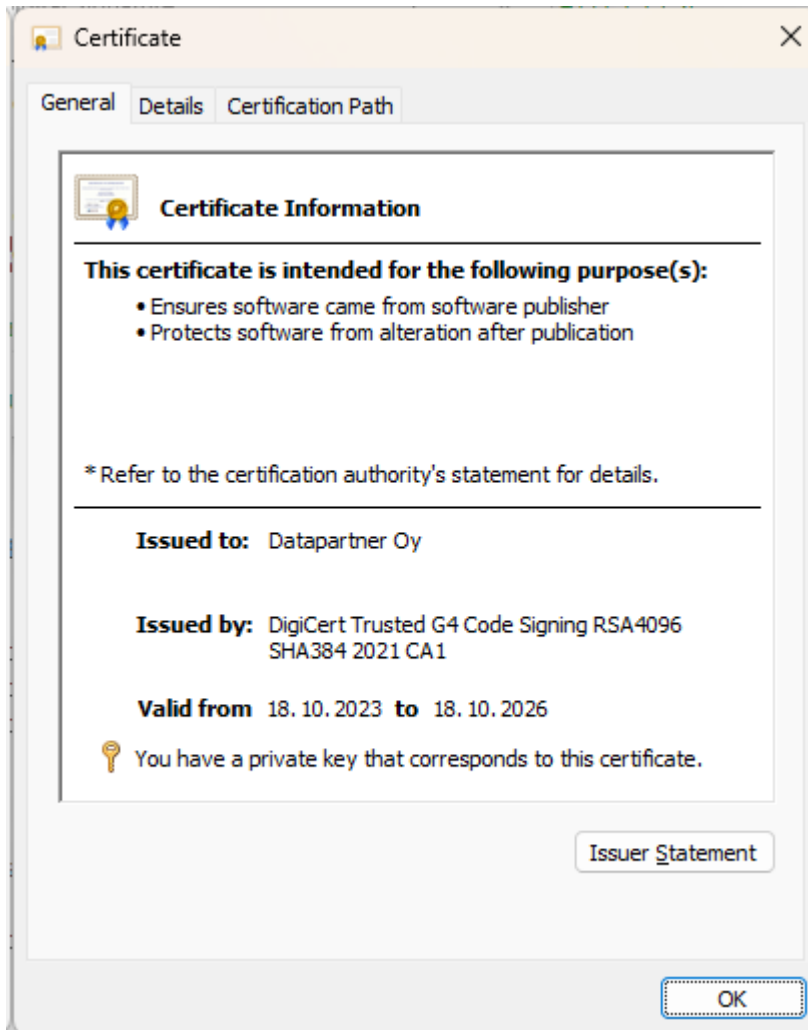 Certificate
General Details Certification Path
Certificate Information
This certificate is intended for the following purpose(s):
• Ensures software came from software publisher
• Protects software from alteration after publication
* Refer to the certification authority's statement for details.
Issued to: Datapartner Oy
Issued by: DigiCert Trusted G4 Code Signing RSA4096
SHA384 2021 CA1
Valid from 18. 10. 2023 to 18. 10. 2026
You have a private key that corresponds to this certificate.
Issuer Statement
OK